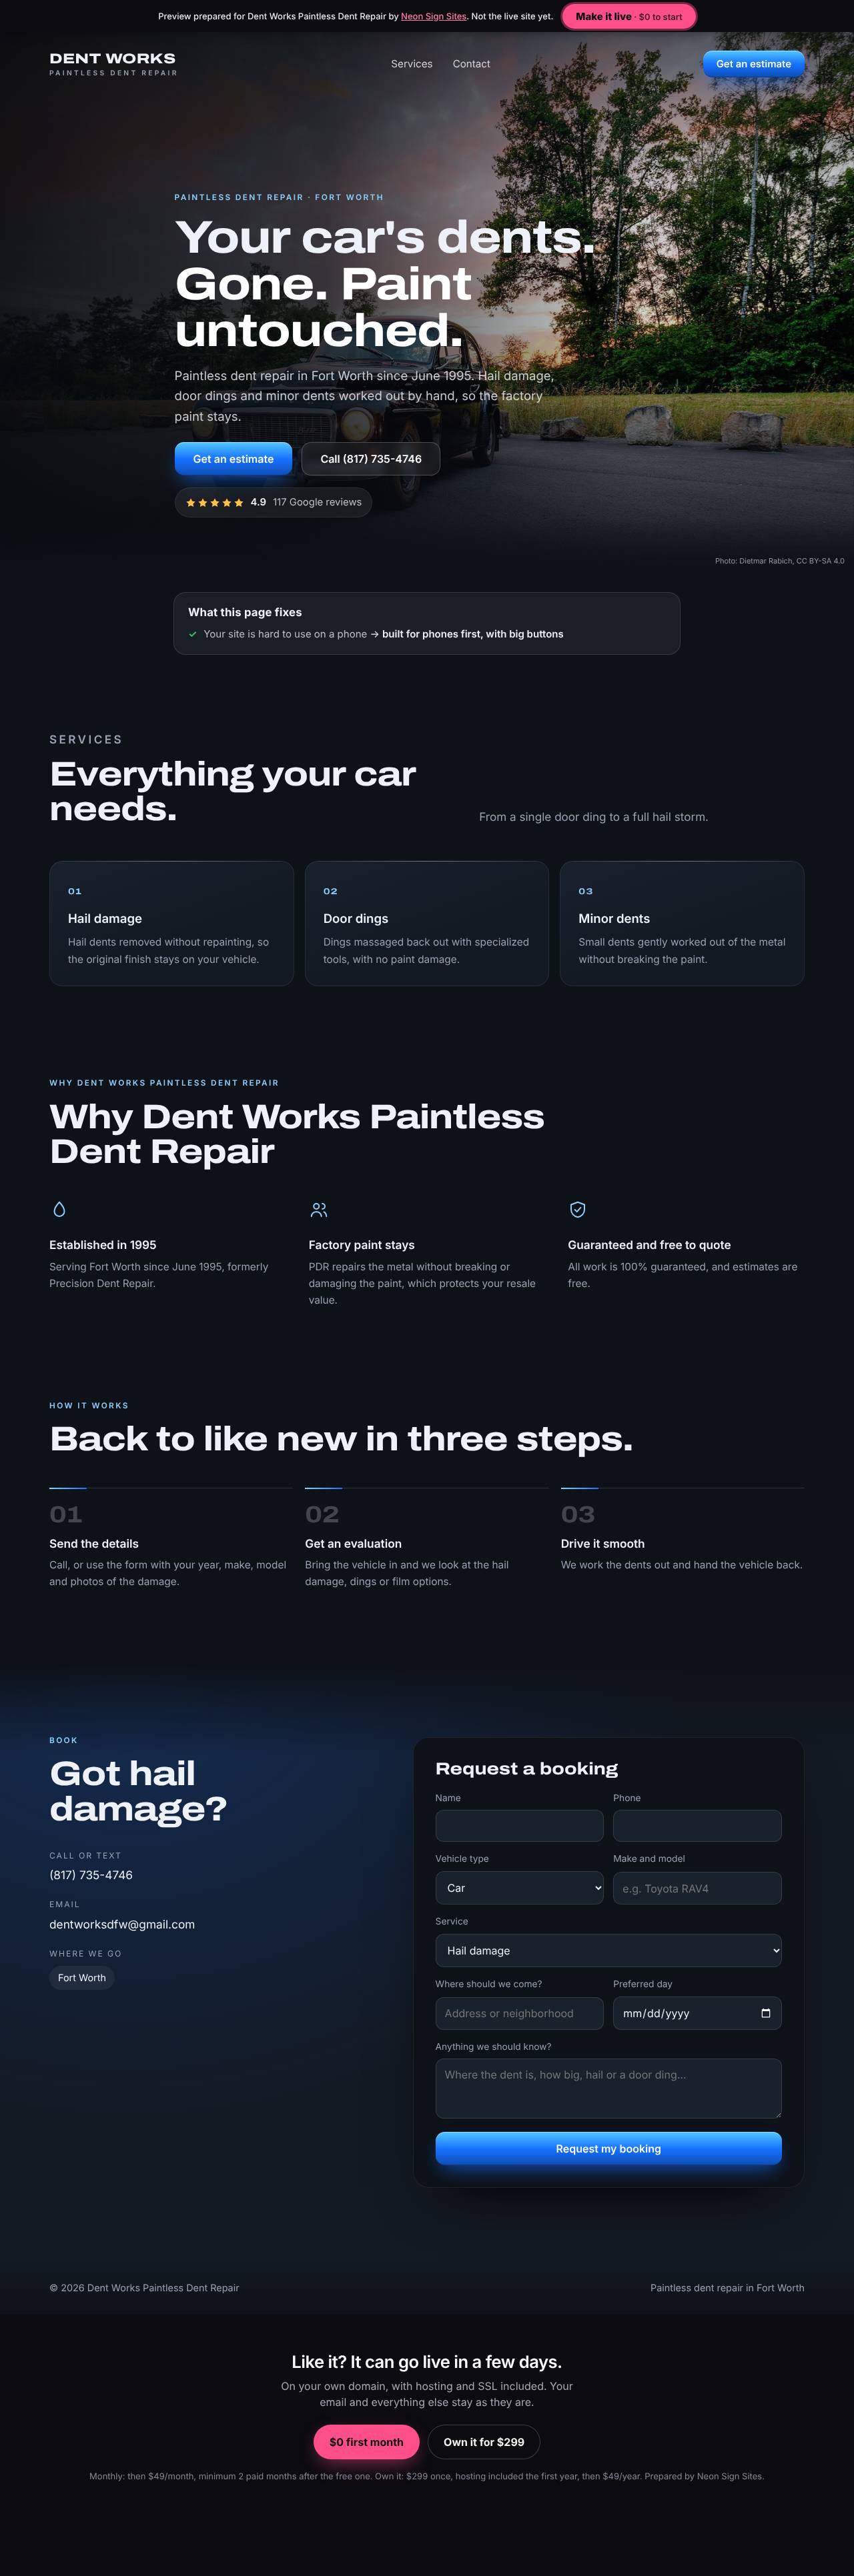 Preview prepared for Dent Works Paintless Dent Repair by Neon Sign Sites. Not the live site yet.
Make it live · $0 to start
DENT WORKS
PAINTLESS DENT REPAIR
Services
Contact
Get an estimate
PAINTLESS DENT REPAIR · FORT WORTH
Your car's dents.
Gone. Paint
untouched.
Paintless dent repair in Fort Worth since June 1995. Hail damage,
door dings and minor dents worked out by hand, so the factory
paint stays.
Get an estimate
Call (817) 735-4746
4.9 117 Google reviews
Photo: Dietmar Rabich, CC BY-SA 4.0
What this page fixes
✓ Your site is hard to use on a phone → built for phones first, with big buttons
SERVICES
Everything your car
needs.
From a single door ding to a full hail storm.
01
Hail damage
Hail dents removed without repainting, so
the original finish stays on your vehicle.
02
Door dings
Dings massaged back out with specialized
tools, with no paint damage.
03
Minor dents
Small dents gently worked out of the metal
without breaking the paint.
WHY DENT WORKS PAINTLESS DENT REPAIR
Why Dent Works Paintless
Dent Repair
Established in 1995
Serving Fort Worth since June 1995, formerly
Precision Dent Repair.
Factory paint stays
PDR repairs the metal without breaking or
damaging the paint, which protects your resale
value.
Guaranteed and free to quote
All work is 100% guaranteed, and estimates are
free.
HOW IT WORKS
Back to like new in three steps.
01
Send the details
Call, or use the form with your year, make, model
and photos of the damage.
02
Get an evaluation
Bring the vehicle in and we look at the hail
damage, dings or film options.
03
Drive it smooth
We work the dents out and hand the vehicle back.
BOOK
Got hail
damage?
CALL OR TEXT
(817) 735-4746
EMAIL
dentworksdfw@gmail.com
WHERE WE GO
Fort Worth
Request a booking
Name
Phone
Vehicle type
Make and model
Car
e.g. Toyota RAV4
Service
Hail damage
Where should we come?
Preferred day
Address or neighborhood
mm/dd/yyyy
Anything we should know?
Where the dent is, how big, hail or a door ding...
Request my booking
© 2026 Dent Works Paintless Dent Repair
Paintless dent repair in Fort Worth
Like it? It can go live in a few days.
On your own domain, with hosting and SSL included. Your
email and everything else stay as they are.
$0 first month
Own it for $299
Monthly: then $49/month, minimum 2 paid months after the free one. Own it: $299 once, hosting included the first year, then $49/year. Prepared by Neon Sign Sites.